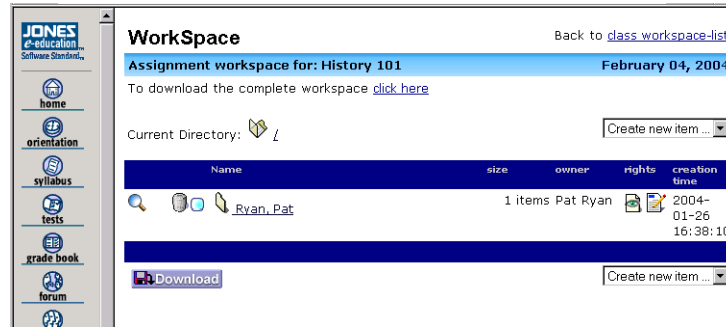 JONES
e-education
Software Standard
home
orientation
syllabus
tests
grade book
forum
WorkSpace
Back to class workspace-list
Assignment workspace for: History 101
February 04, 2004
To download the complete workspace click here
Current Directory: /
Create new item ...
Name size owner rights creation time
Ryan, Pat 1 items Pat Ryan 2004-
01-26
16:38:10
Download
Create new item ...